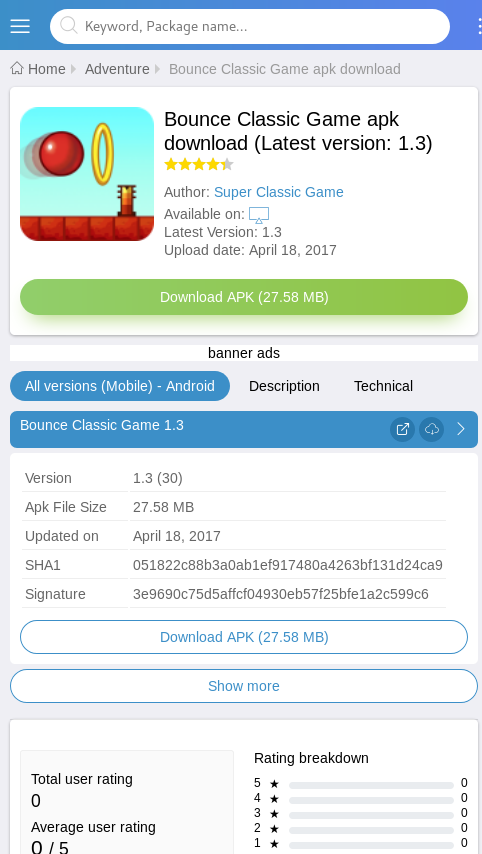 Keyword, Package name...
Home Adventure Bounce Classic Game apk download
Bounce Classic Game apk
download (Latest version: 1.3)
Author: Super Classic Game
Available on:
Latest Version: 1.3
Upload date: April 18, 2017
Download APK (27.58 MB)
banner ads
All versions (Mobile) - Android Description Technical
Bounce Classic Game 1.3
Version 1.3 (30)
Apk File Size 27.58 MB
Updated on April 18, 2017
SHA1 051822c88b3a0ab1ef917480a4263bf131d24ca9
Signature 3e9690c75d5affcf04930eb57f25bfe1a2c599c6
Download APK (27.58 MB)
Show more
Total user rating
0
Average user rating
0 / 5
Rating breakdown
5 ★ 0
4 ★ 0
3 ★ 0
2 ★ 0
1 ★ 0